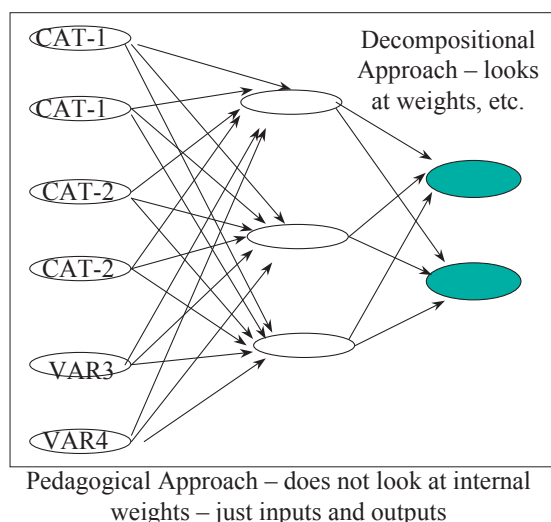 CAT-1
CAT-1
CAT-2
CAT-2
VAR3
VAR4
Decompositional
Approach – looks
at weights, etc.
Pedagogical Approach – does not look at internal
weights – just inputs and outputs